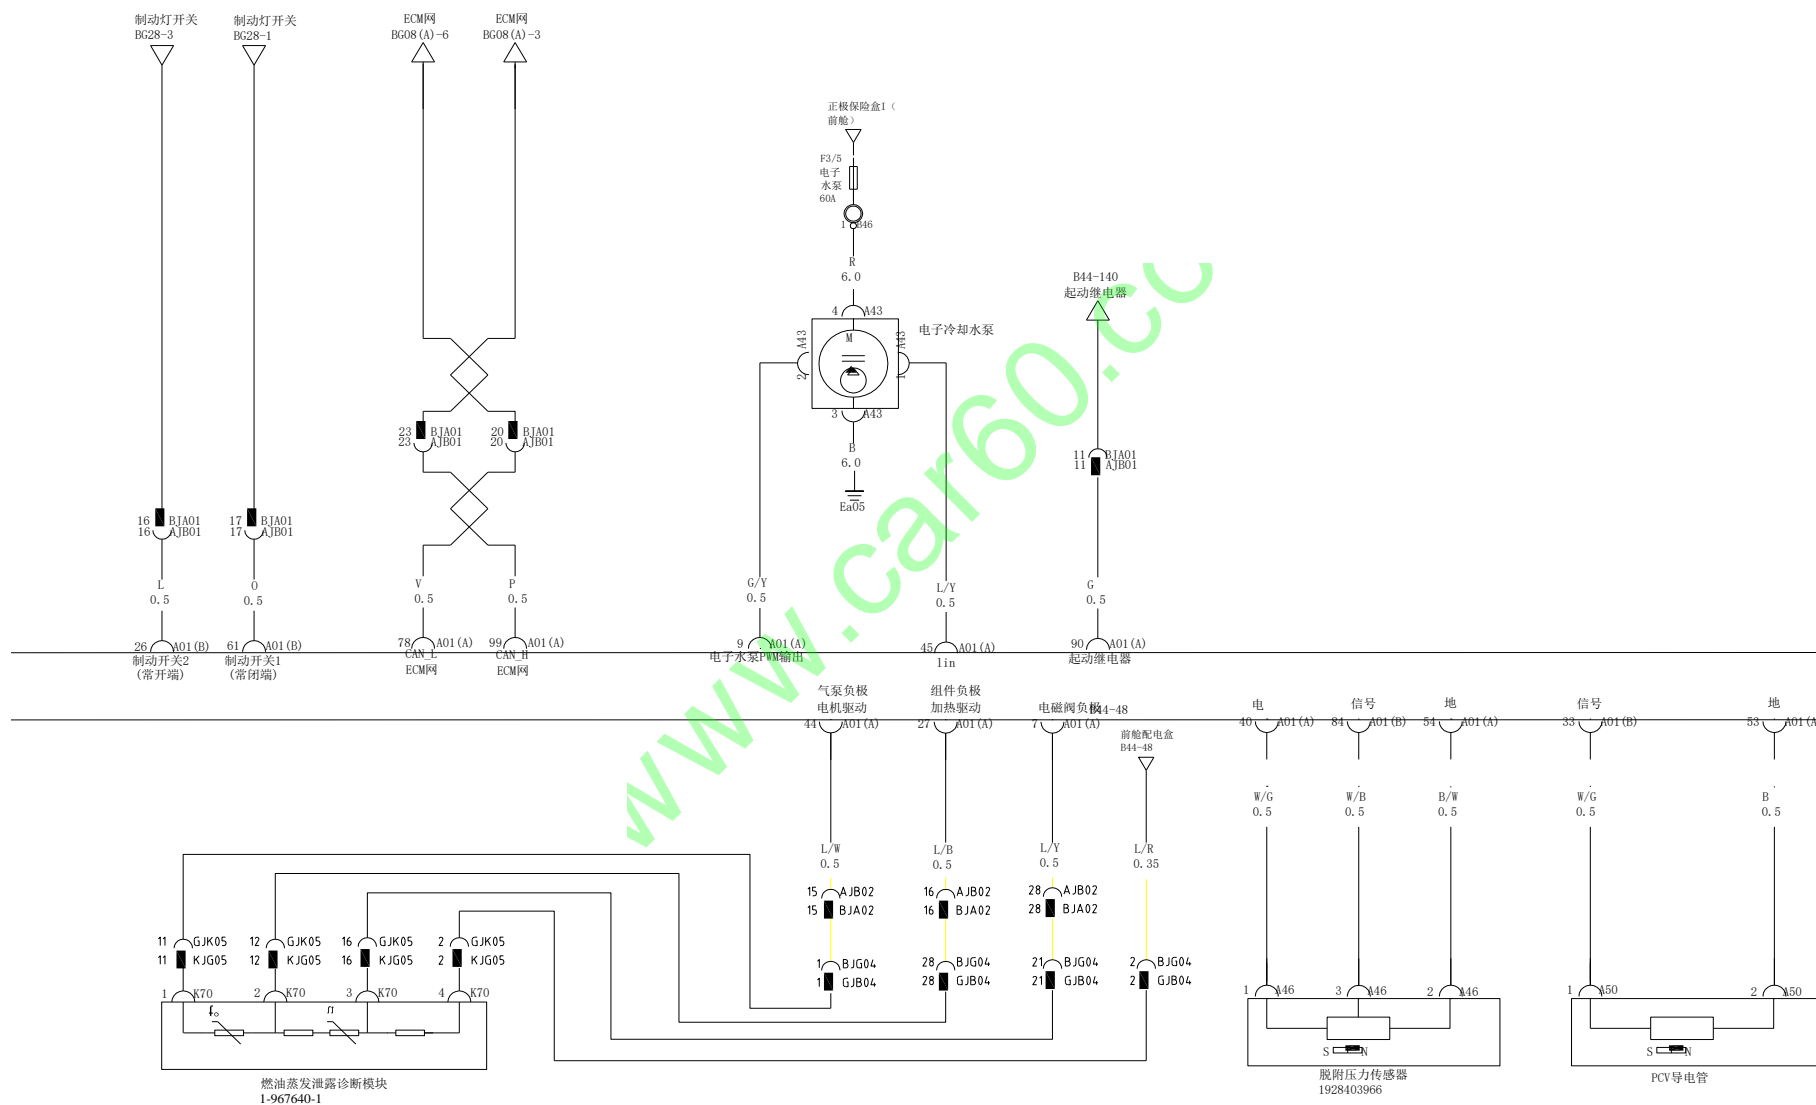 制动灯开关
BG28-3
制动灯开关
BG28-1
ECM网
BG08(A)-6
ECM网
BG08(A)-3
正极保险盒I（
前舱）
F3/5
电子
水泵
60A
1 B46
R
6.0
4 A43
A43
2
M
A43
1
电子冷却水泵
3 A43
B
6.0
Ea05
B44-140
起动继电器
23 BJA01
23 AJB01
20 BJA01
20 AJB01
11 BJA01
11 AJB01
16 BJA01
16 AJB01
17 BJA01
17 AJB01
L
0.5
O
0.5
V
0.5
P
0.5
G/Y
0.5
L/Y
0.5
G
0.5
26 A01(B)
制动开关2
(常开端)
61 A01(B)
制动开关1
(常闭端)
78 A01(A)
CAN_L
ECM网
99 A01(A)
CAN_H
ECM网
9 A01(A)
电子水泵PWM输出
45 A01(A)
lin
90 A01(A)
起动继电器
气泵负极
电机驱动
44 A01(A)
组件负极
加热驱动
27 A01(A)
电磁阀负极
7 A01(A)
B44-48
前舱配电盒
B44-48
电
40 A01(A)
信号
84 A01(B)
地
54 A01(A)
信号
33 A01(B)
地
53 A01(A
W/G
0.5
W/B
0.5
B/W
0.5
W/G
0.5
B
0.5
L/W
0.5
L/B
0.5
L/Y
0.5
L/R
0.35
15 AJB02
15 BJA02
16 AJB02
16 BJA02
28 AJB02
28 BJA02
11 GJK05
11 KJG05
12 GJK05
12 KJG05
16 GJK05
16 KJG05
2 GJK05
2 KJG05
1 BJG04
1 GJB04
28 BJG04
28 GJB04
21 BJG04
21 GJB04
2 BJG04
2 GJB04
1 K70
2 K70
3 K70
4 K70
1 A46
3 A46
2 A46
1 A50
2 A50
S N
S N
燃油蒸发泄露诊断模块
1-967640-1
脱附压力传感器
1928403966
PCV导电管
www.car60.co